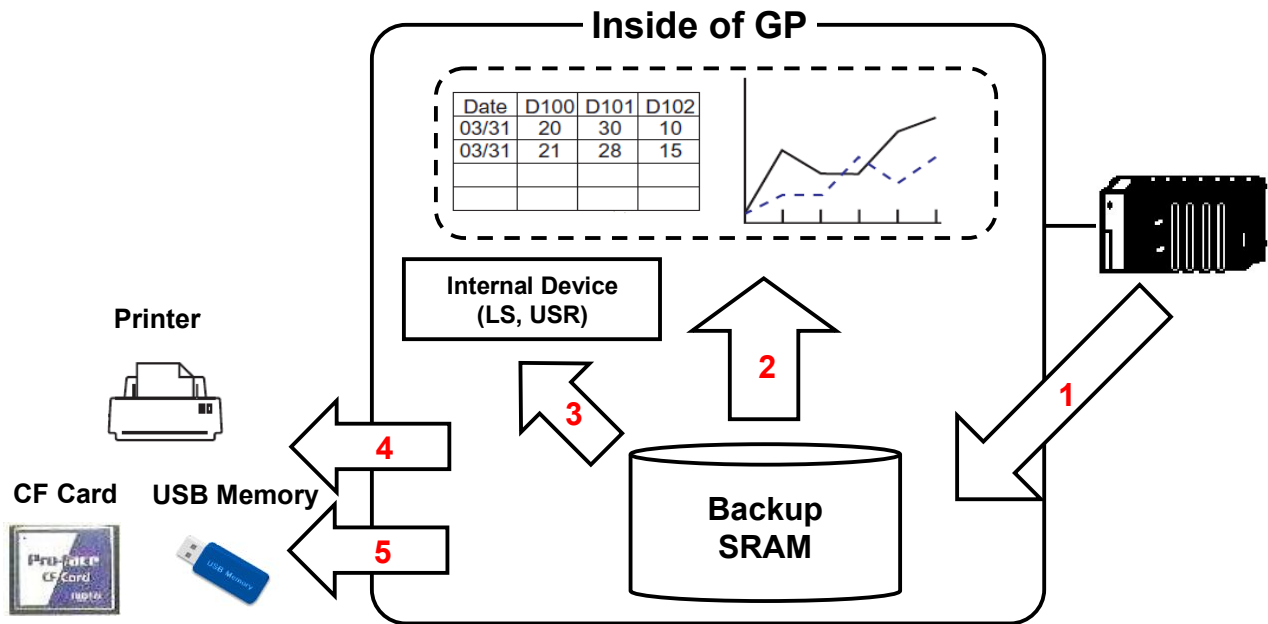 Inside of GP
Date D100 D101 D102
03/31 20 30 10
03/31 21 28 15
Internal Device
(LS, USR)
Printer
2
1
3
4
CF Card USB Memory
Backup
SRAM
5
Pro-face
CF Card
USB Memory